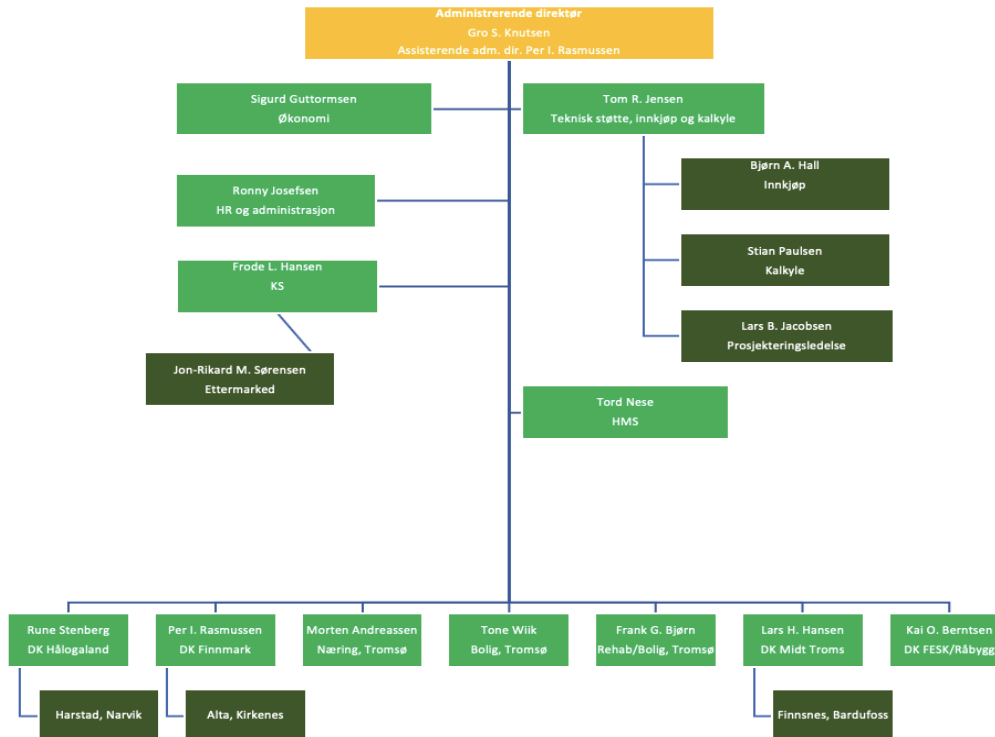 Administrerende direktør
Gro S. Knutsen
Assisterende adm. dir. Per I. Rasmussen
Sigurd Guttormsen
Økonomi
Tom R. Jensen
Teknisk støtte, innkjøp og kalkyle
Bjørn A. Hall
Innkjøp
Ronny Josefsen
HR og administrasjon
Stian Paulsen
Kalkyle
Frode L. Hansen
KS
Lars B. Jacobsen
Prosjekteringsledelse
Jon-Rikard M. Sørensen
Ettermarked
Tord Nese
HMS
Rune Stenberg
DK Hålogaland
Per I. Rasmussen
DK Finnmark
Morten Andreassen
Næring, Tromsø
Tone Wiik
Bolig, Tromsø
Frank G. Bjørn
Rehab/Bolig, Tromsø
Lars H. Hansen
DK Midt Troms
Kai O. Berntsen
DK FESK/Råbygg
Harstad, Narvik
Alta, Kirkenes
Finnsnes, Bardufoss